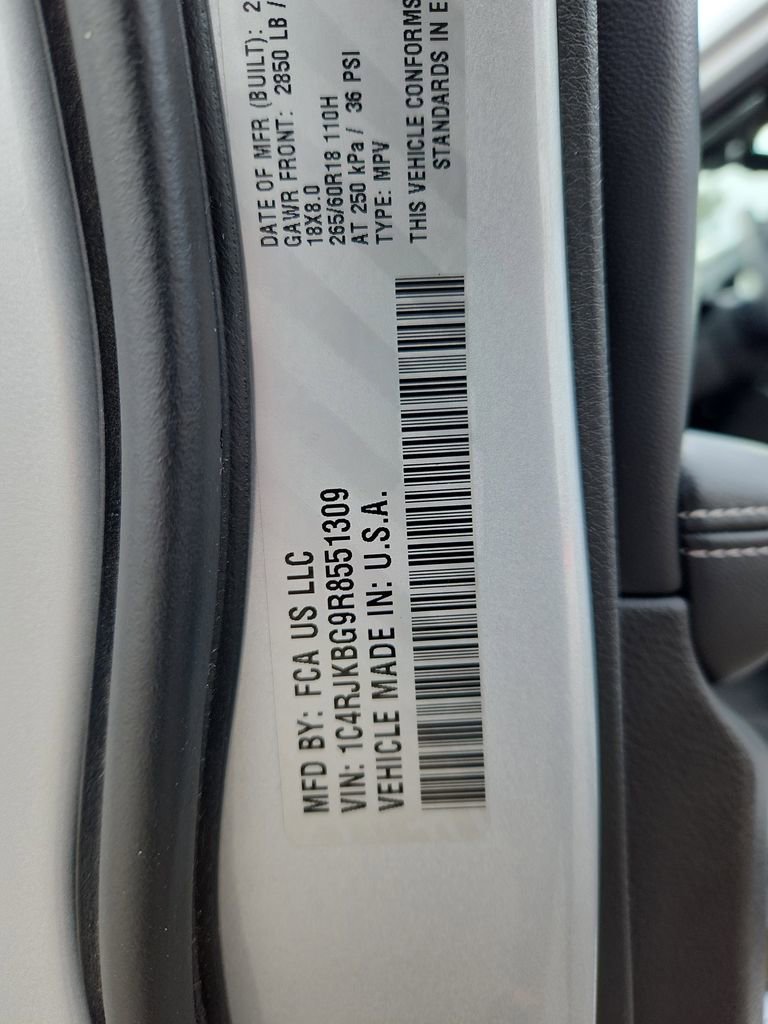 MFD BY: FCA US LLC
VIN: 1C4RJKBG9R8551309
VEHICLE MADE IN: U.S.A.
DATE OF MFR (BUILT): 2
GAWR FRONT: 2850 LB /
18X8.0
265/60R18 110H
AT 250 kPa / 36 PSI
TYPE: MPV
THIS VEHICLE CONFORMS
STANDARDS IN E